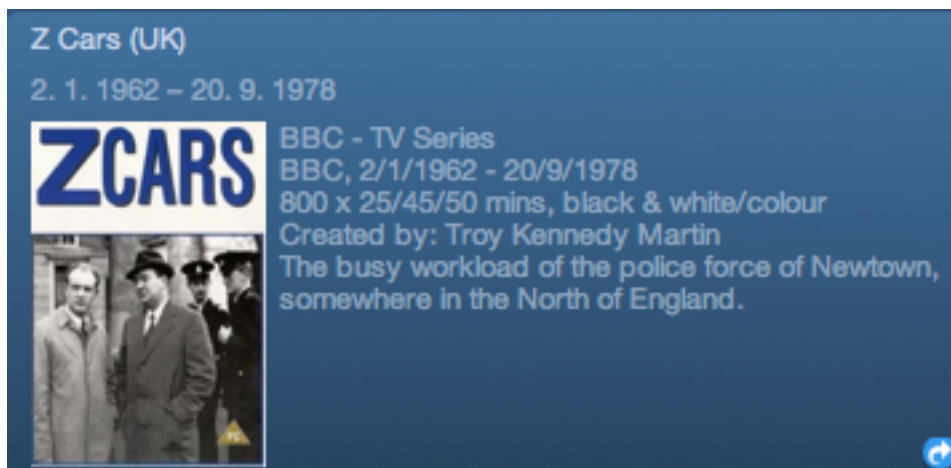 Z Cars (UK)
2. 1. 1962 – 20. 9. 1978
ZCARS
BBC - TV Series
BBC, 2/1/1962 - 20/9/1978
800 x 25/45/50 mins, black & white/colour
Created by: Troy Kennedy Martin
The busy workload of the police force of Newtown,
somewhere in the North of England.
PG